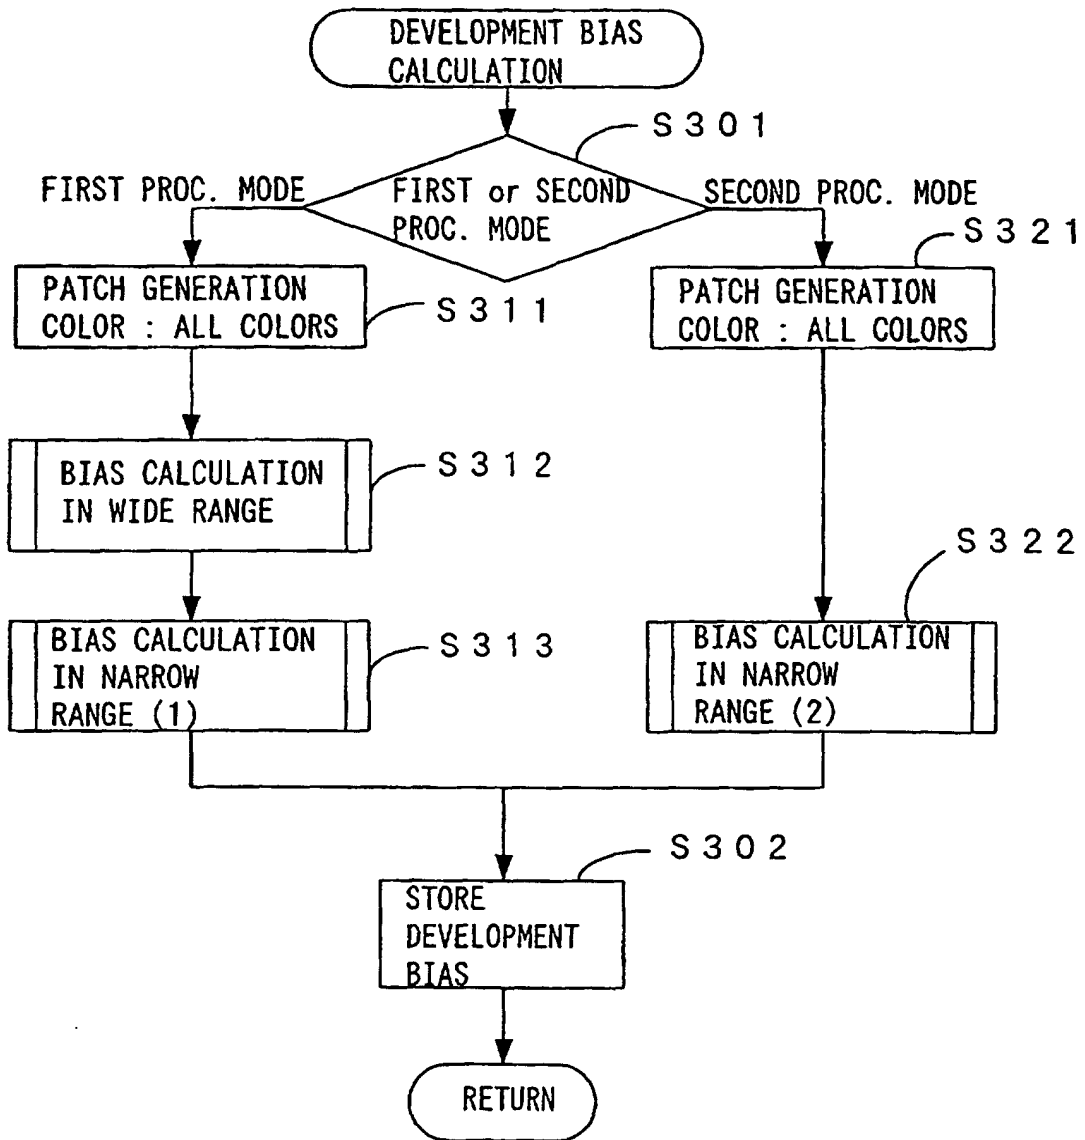 DEVELOPMENT BIAS
CALCULATION
S301
FIRST PROC. MODE
FIRST or SECOND
PROC. MODE
SECOND PROC. MODE
S321
PATCH GENERATION
COLOR : ALL COLORS
S311
PATCH GENERATION
COLOR : ALL COLORS
BIAS CALCULATION
IN WIDE RANGE
S312
S322
BIAS CALCULATION
IN NARROW
RANGE (1)
S313
BIAS CALCULATION
IN NARROW
RANGE (2)
S302
STORE
DEVELOPMENT
BIAS
RETURN